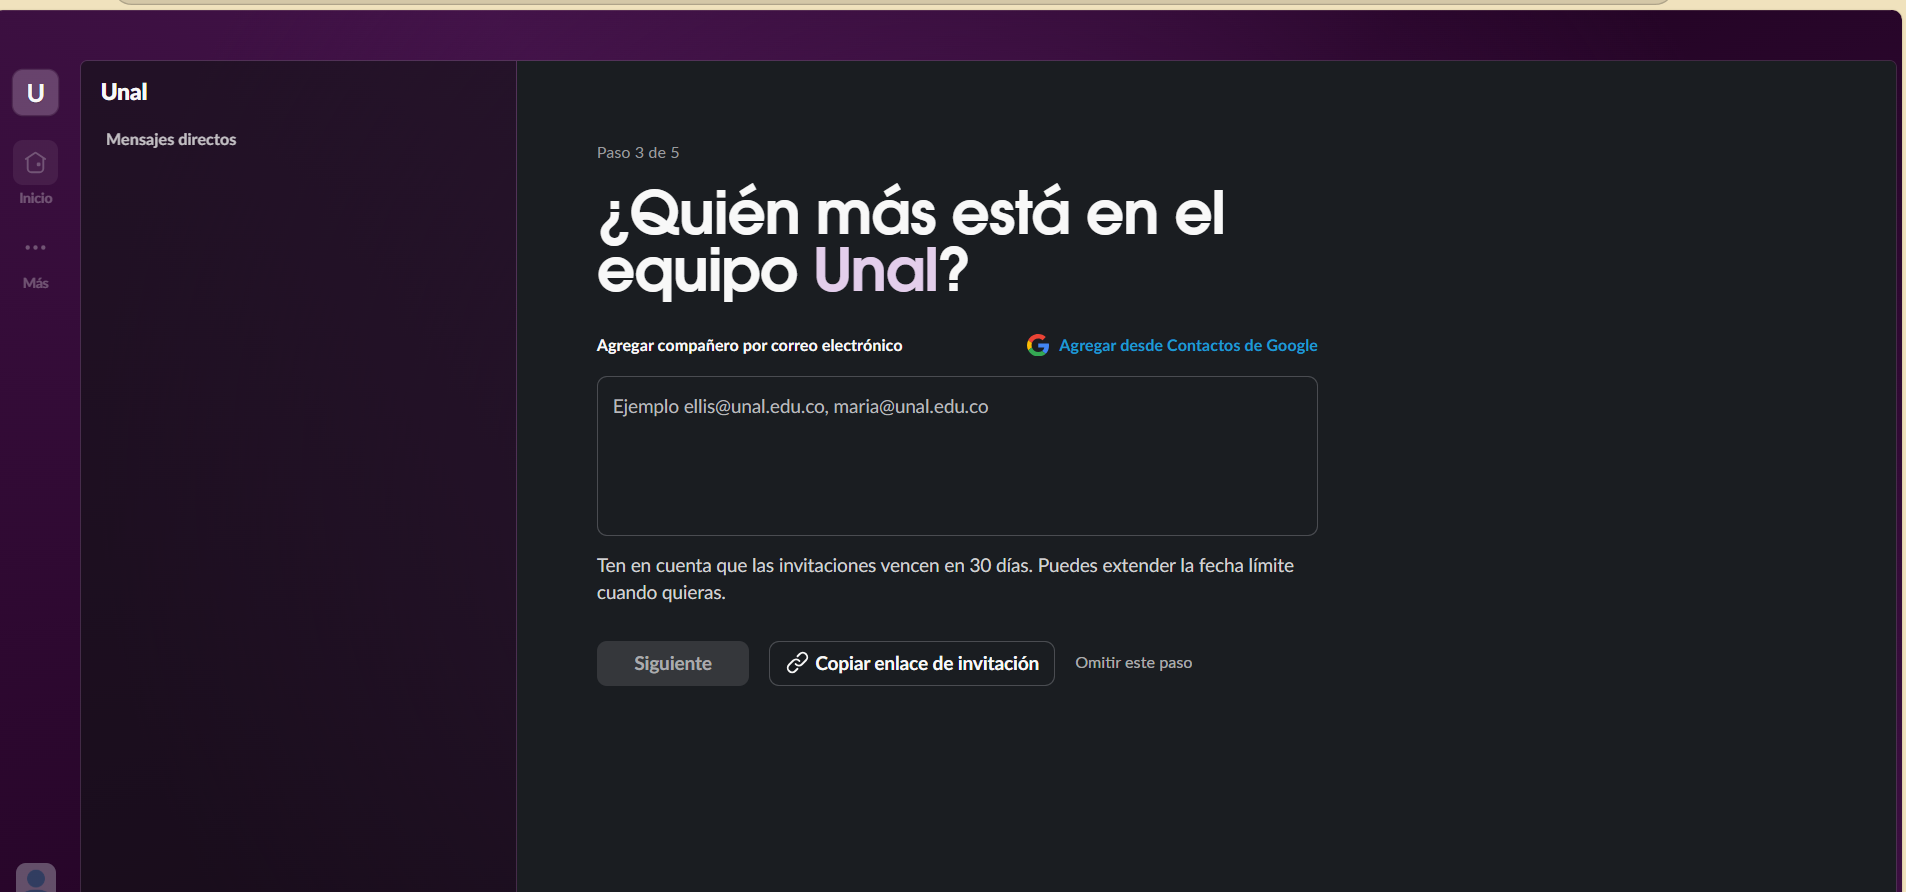 U
Unal
Mensajes directos
Inicio
Más
Paso 3 de 5
¿Quién más está en el
equipo Unal?
Agregar compañero por correo electrónico
Agregar desde Contactos de Google
Ejemplo ellis@unal.edu.co, maria@unal.edu.co
Ten en cuenta que las invitaciones vencen en 30 días. Puedes extender la fecha límite
cuando quieras.
Siguiente
Copiar enlace de invitación
Omitir este paso